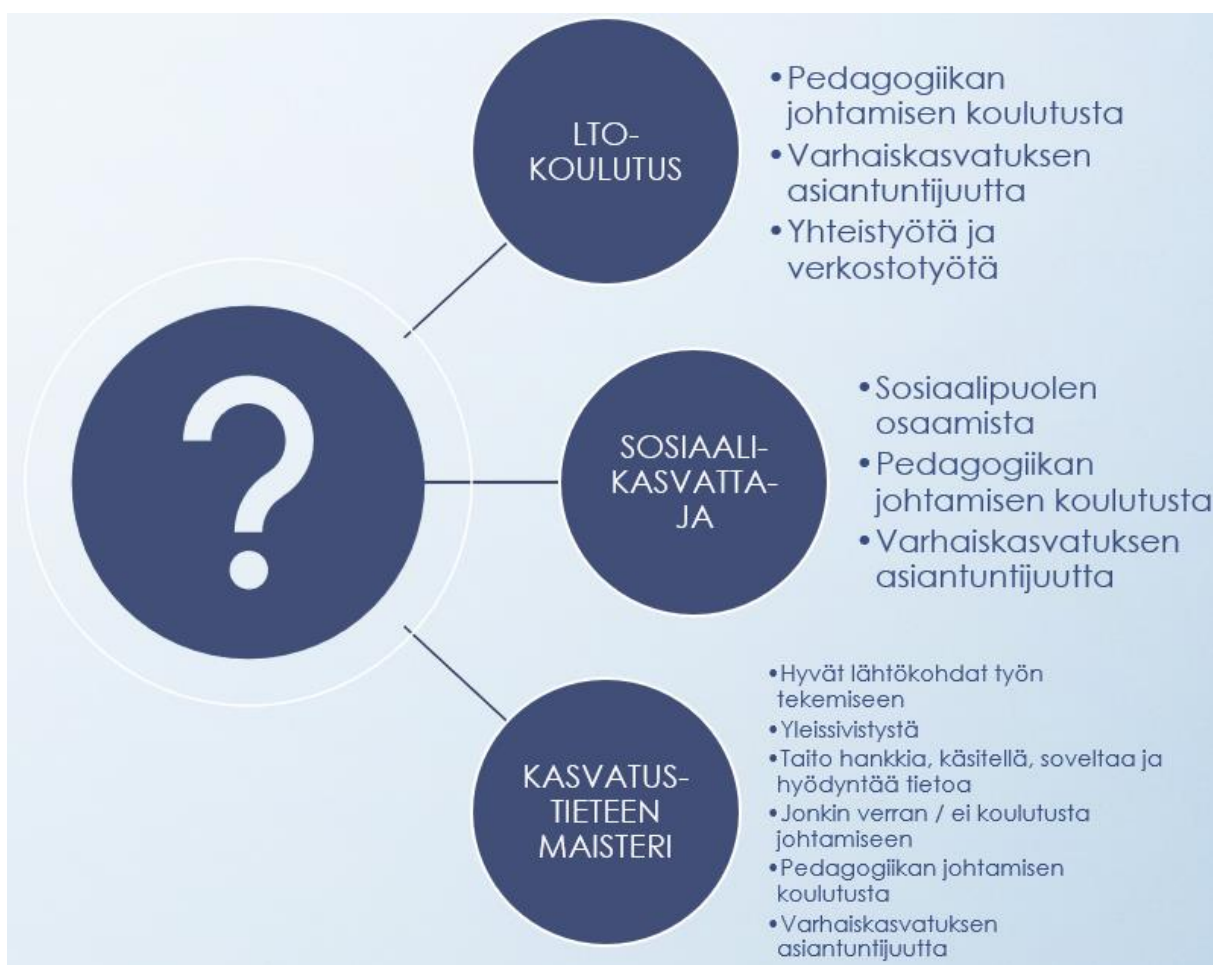 ?
LTO-
KOULUTUS
•Pedagogiikan
johtamisen koulutusta
•Varhaiskasvatuksen
asiantuntijuutta
•Yhteistyötä ja
verkostotyötä
SOSIAALI-
KASVATTA-
JA
•Sosiaalipuolen
osaamista
•Pedagogiikan
johtamisen koulutusta
•Varhaiskasvatuksen
asiantuntijuutta
KASVATUS-
TIETEEN
MAISTERI
•Hyvät lähtökohdat työn
tekemiseen
•Yleissivistystä
•Taito hankkia, käsitellä, soveltaa ja
hyödyntää tietoa
•Jonkin verran / ei koulutusta
johtamiseen
•Pedagogiikan johtamisen
koulutusta
•Varhaiskasvatuksen
asiantuntijuutta